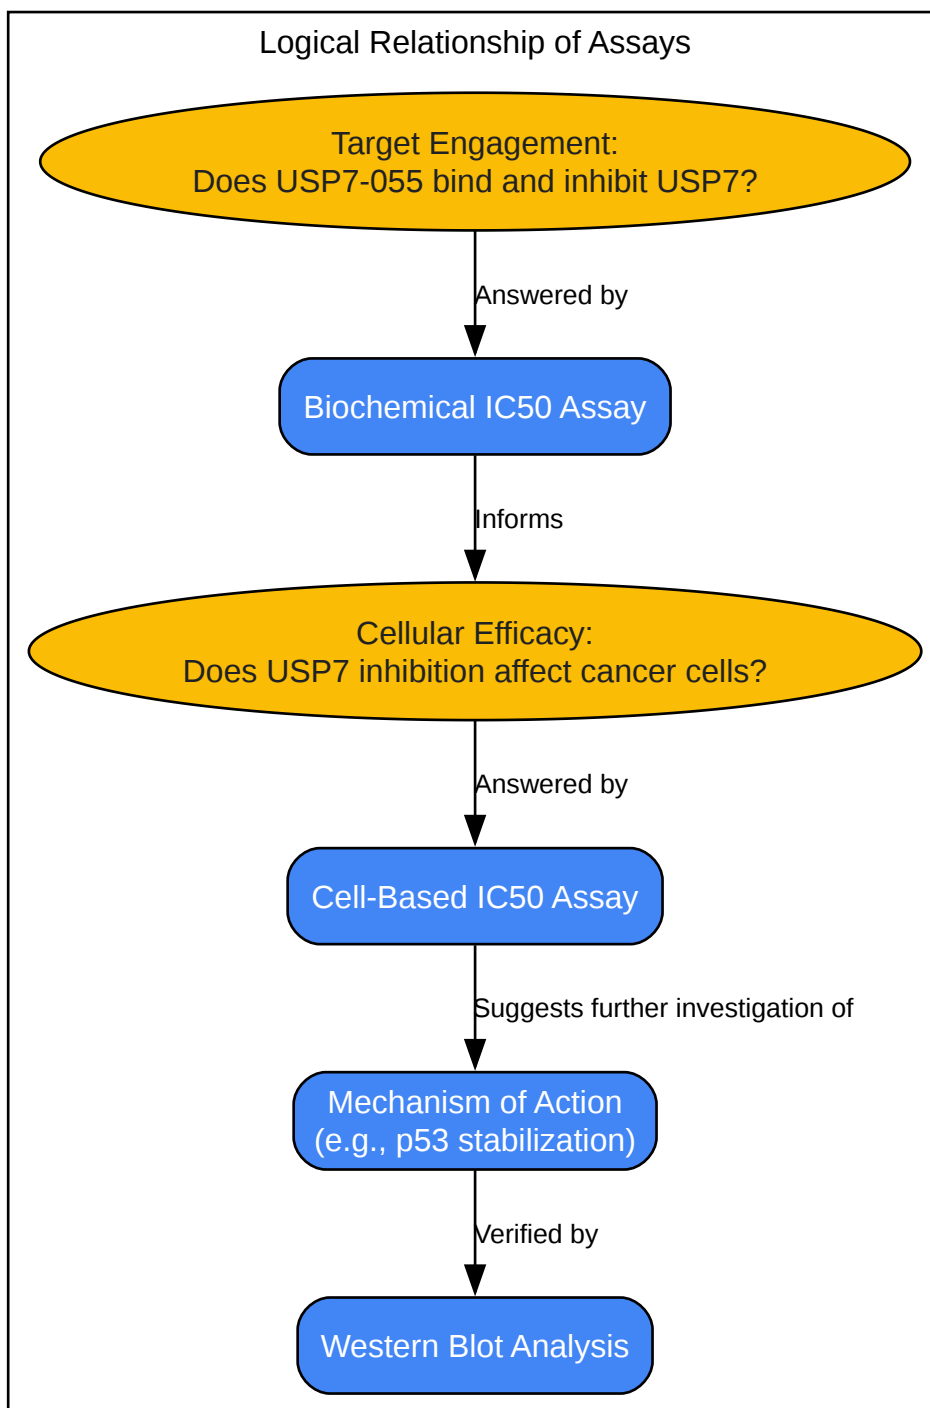 Logical Relationship of Assays
Target Engagement:
Does USP7-055 bind and inhibit USP7?
Answered by
Biochemical IC50 Assay
Informs
Cellular Efficacy:
Does USP7 inhibition affect cancer cells?
Answered by
Cell-Based IC50 Assay
Suggests further investigation of
Mechanism of Action
(e.g., p53 stabilization)
Verified by
Western Blot Analysis